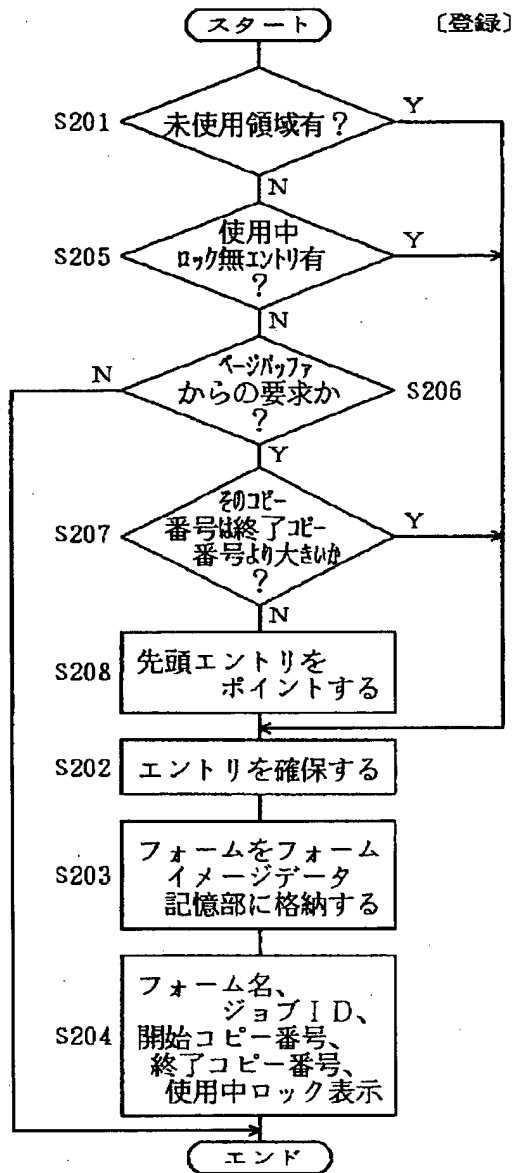 スタート
〔登録〕
S201
未使用領域有?
Y
N
S205
使用中
ロック無エントリ有
?
Y
N
N
ページバッファ
からの要求か
?
S206
Y
S207
そのコピー
番号は終了コピー
番号より大きいか
?
Y
N
S208
先頭エントリを
ポイントする
S202
エントリを確保する
S203
フォームをフォーム
イメージデータ
記憶部に格納する
S204
フォーム名、
ジョブID、
開始コピー番号、
終了コピー番号、
使用中ロック表示
エンド